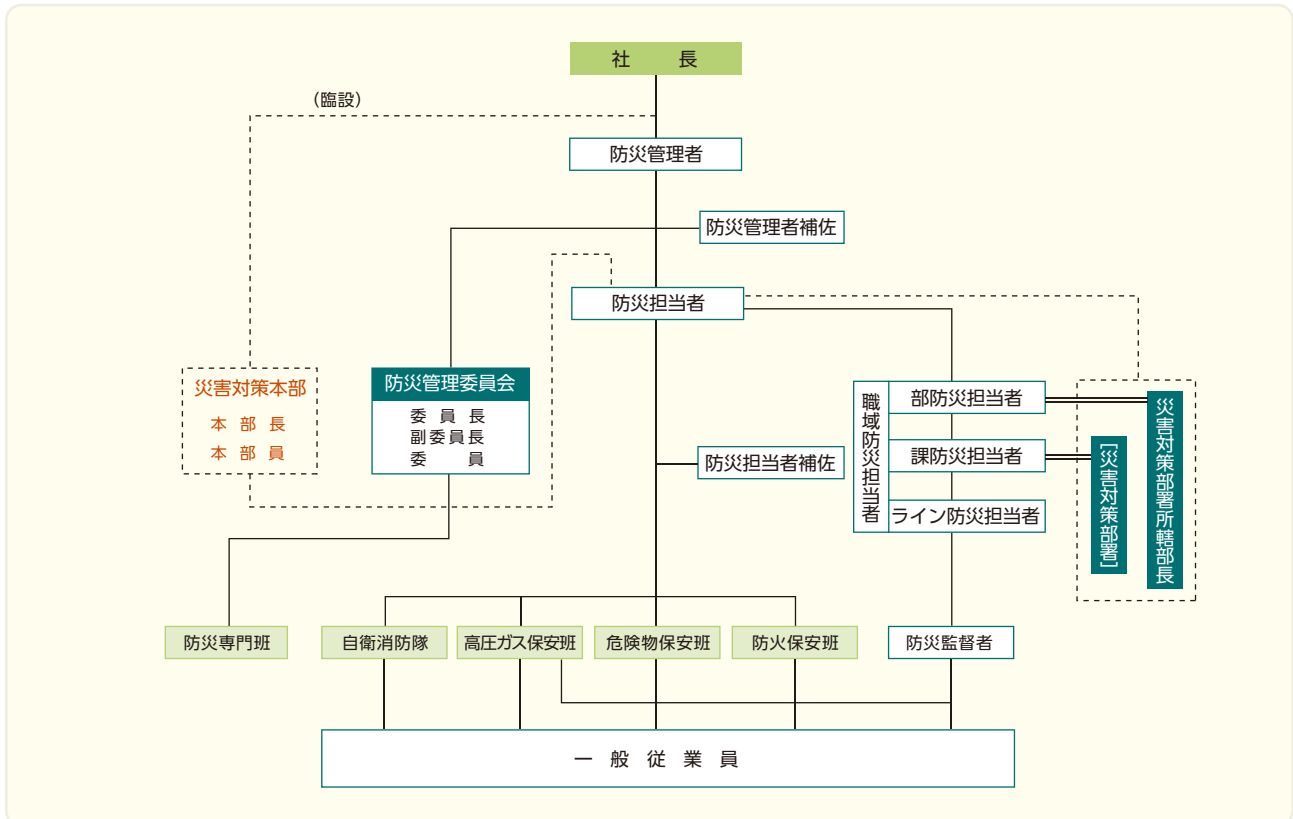 社長
(臨設)
防災管理者
防災管理者補佐
防災担当者
災害対策本部
本部長
本部員
防災管理委員会
委員長
副委員長
委員
防災担当者補佐
職域防災担当者
部防災担当者
課防災担当者
ライン防災担当者
[災害対策部署]
災害対策部署所轄部長
防災専門班
自衛消防隊
高圧ガス保安班
危険物保安班
防火保安班
防災監督者
一般従業員